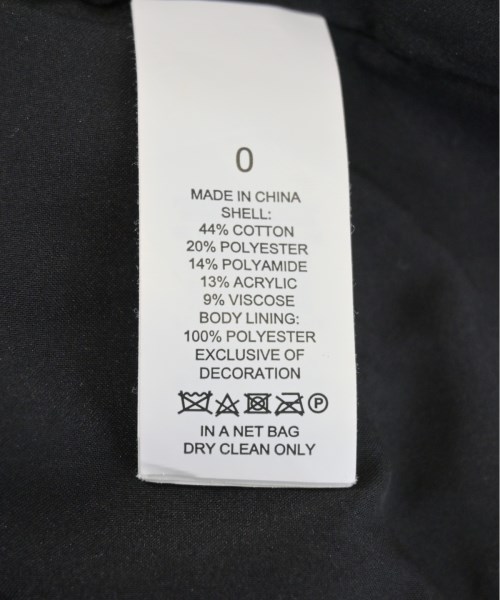 0
MADE IN CHINA
SHELL:
44% COTTON
20% POLYESTER
14% POLYAMIDE
13% ACRYLIC
9% VISCOSE
BODY LINING:
100% POLYESTER
EXCLUSIVE OF
DECORATION
P
IN A NET BAG
DRY CLEAN ONLY